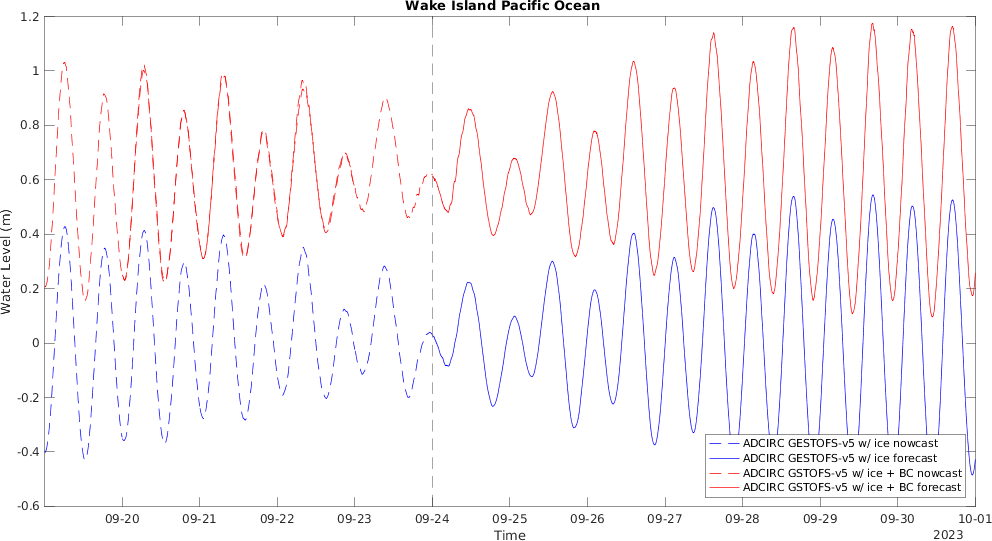 Wake Island Pacific Ocean
1.2
1
0.8
0.6
0.4
0.2
0
-0.2
-0.4
-0.6
Water Level (m)
ADCIRC GESTOFS-v5 w/ ice nowcast
ADCIRC GESTOFS-v5 w/ ice forecast
ADCIRC GSTOFS-v5 w/ ice + BC nowcast
ADCIRC GSTOFS-v5 w/ ice + BC forecast
09-20 09-21 09-22 09-23 09-24 09-25 09-26 09-27 09-28 09-29 09-30 10-01
Time
2023